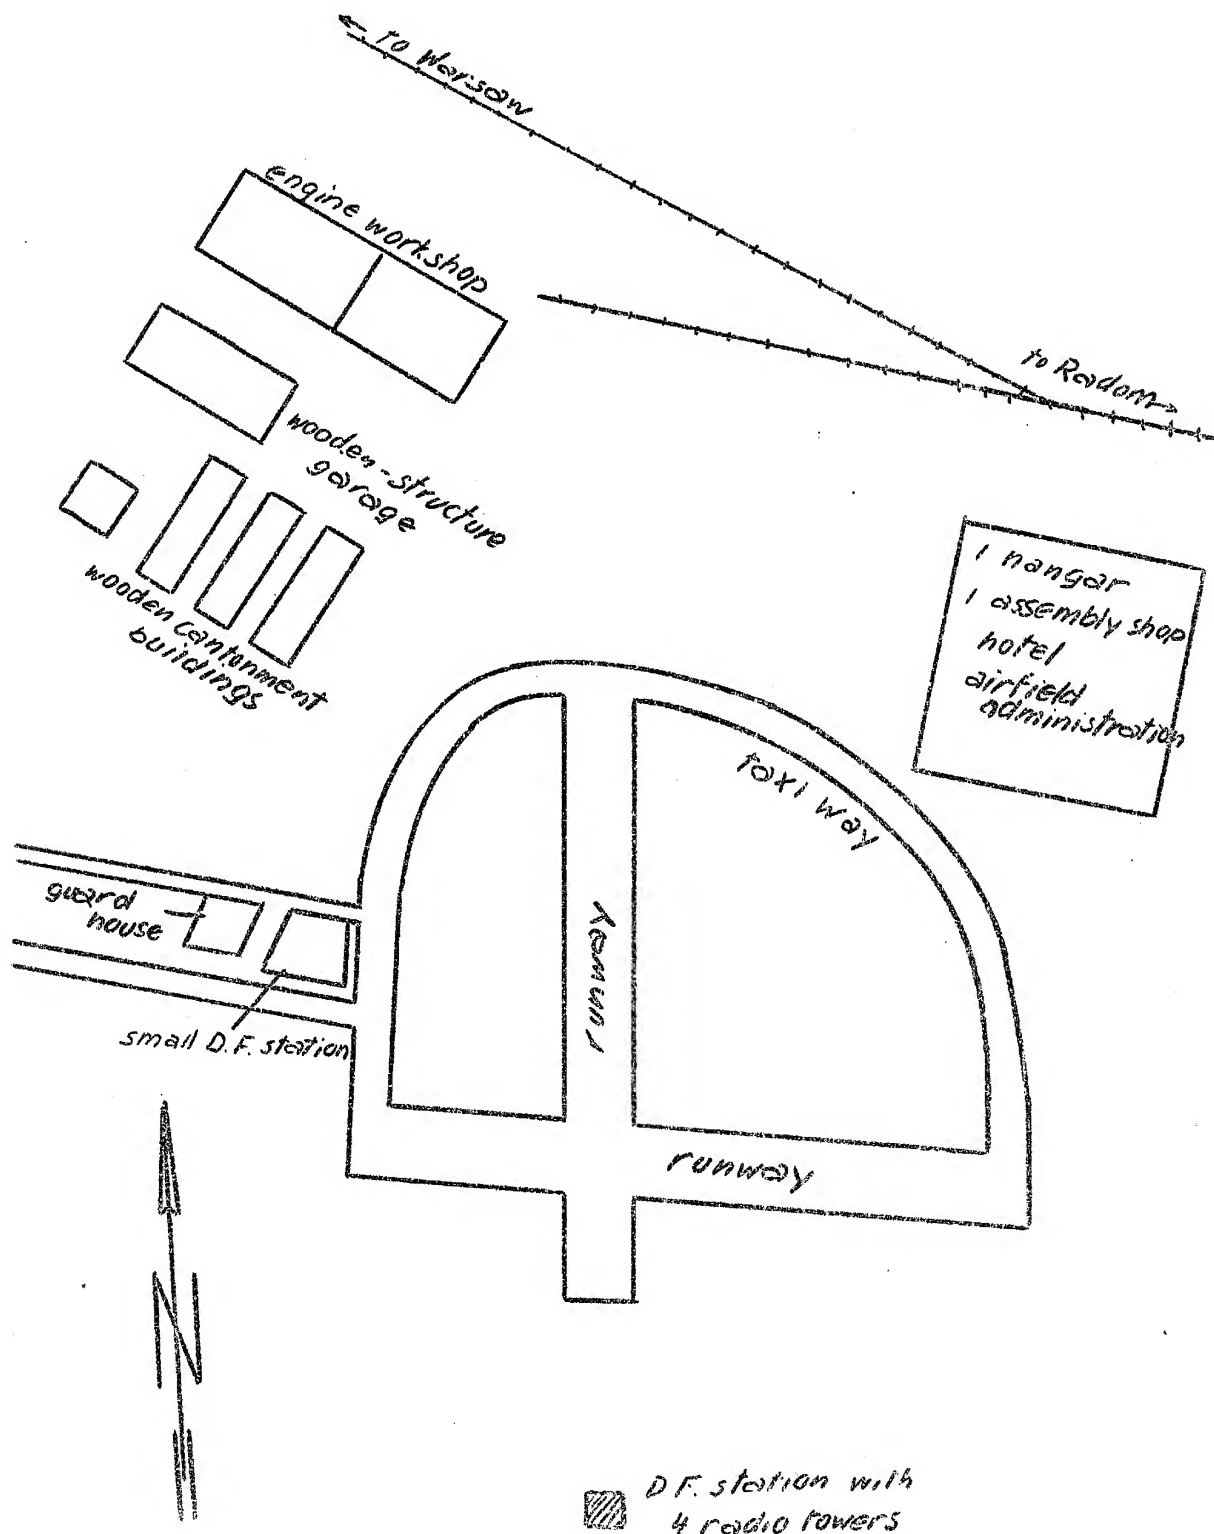 to Warsaw
engine workshop
to Radom
wooden-structure
garage
wooden cantonment
buildings
1 hangar
1 assembly shop
hotel
airfield
administration
taxi way
guard
house
runway
small D.F. station
runway
N
D.F. station with
4 radio towers